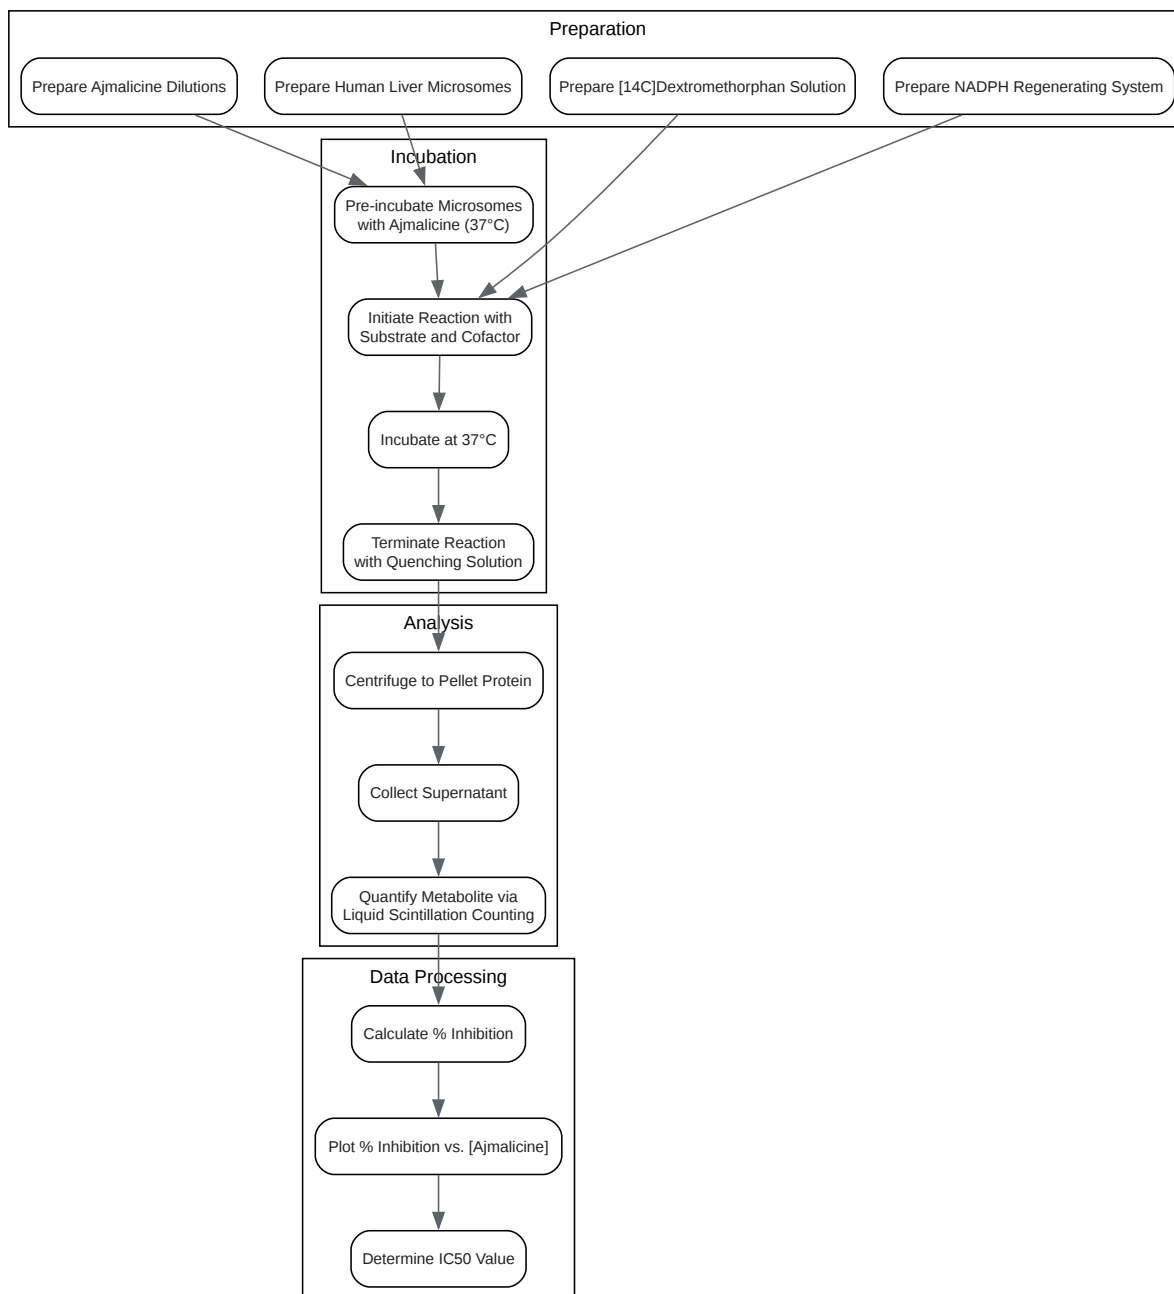 Preparation
Prepare Ajmalicine Dilutions
Prepare Human Liver Microsomes
Prepare [14C]Dextromethorphan Solution
Prepare NADPH Regenerating System
Incubation
Pre-incubate Microsomes
with Ajmalicine (37°C)
Initiate Reaction with
Substrate and Cofactor
Incubate at 37°C
Terminate Reaction
with Quenching Solution
Analysis
Centrifuge to Pellet Protein
Collect Supernatant
Quantify Metabolite via
Liquid Scintillation Counting
Data Processing
Calculate % Inhibition
Plot % Inhibition vs. [Ajmalicine]
Determine IC50 Value